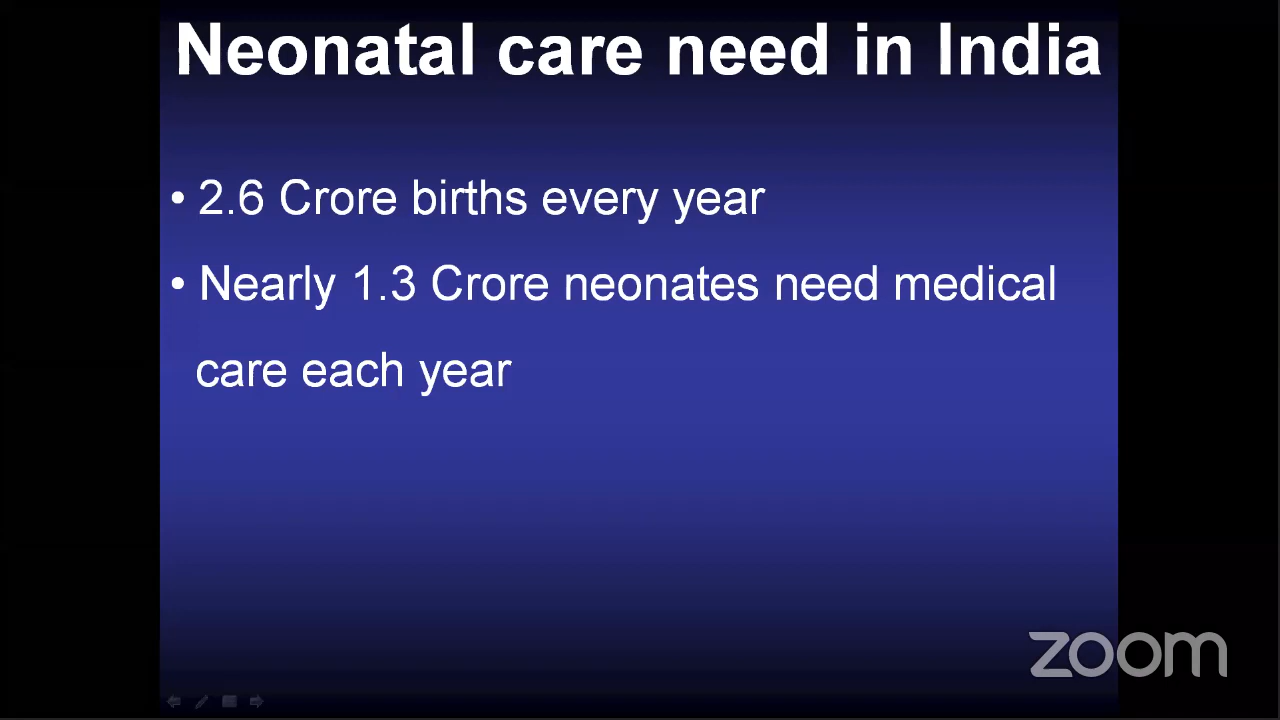 Neonatal care need in India
• 2.6 Crore births every year
• Nearly 1.3 Crore neonates need medical
care each year
zoom